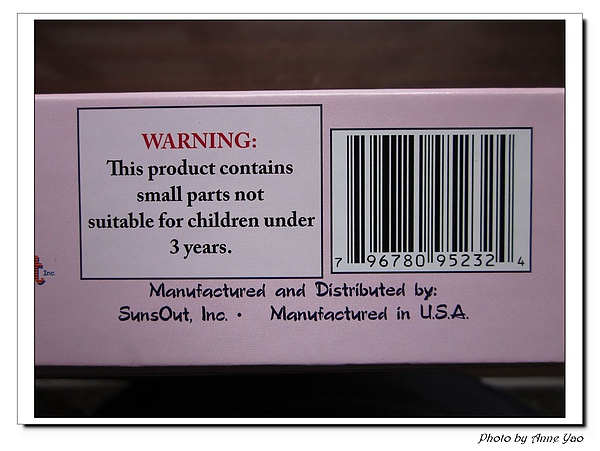 WARNING:
This product contains
small parts not
suitable for children under
3 years.
7 96780 95232 4
Inc
Manufactured and Distributed by:
SunsOut, Inc. • Manufactured in U.S.A.
Photo by Anne Yao